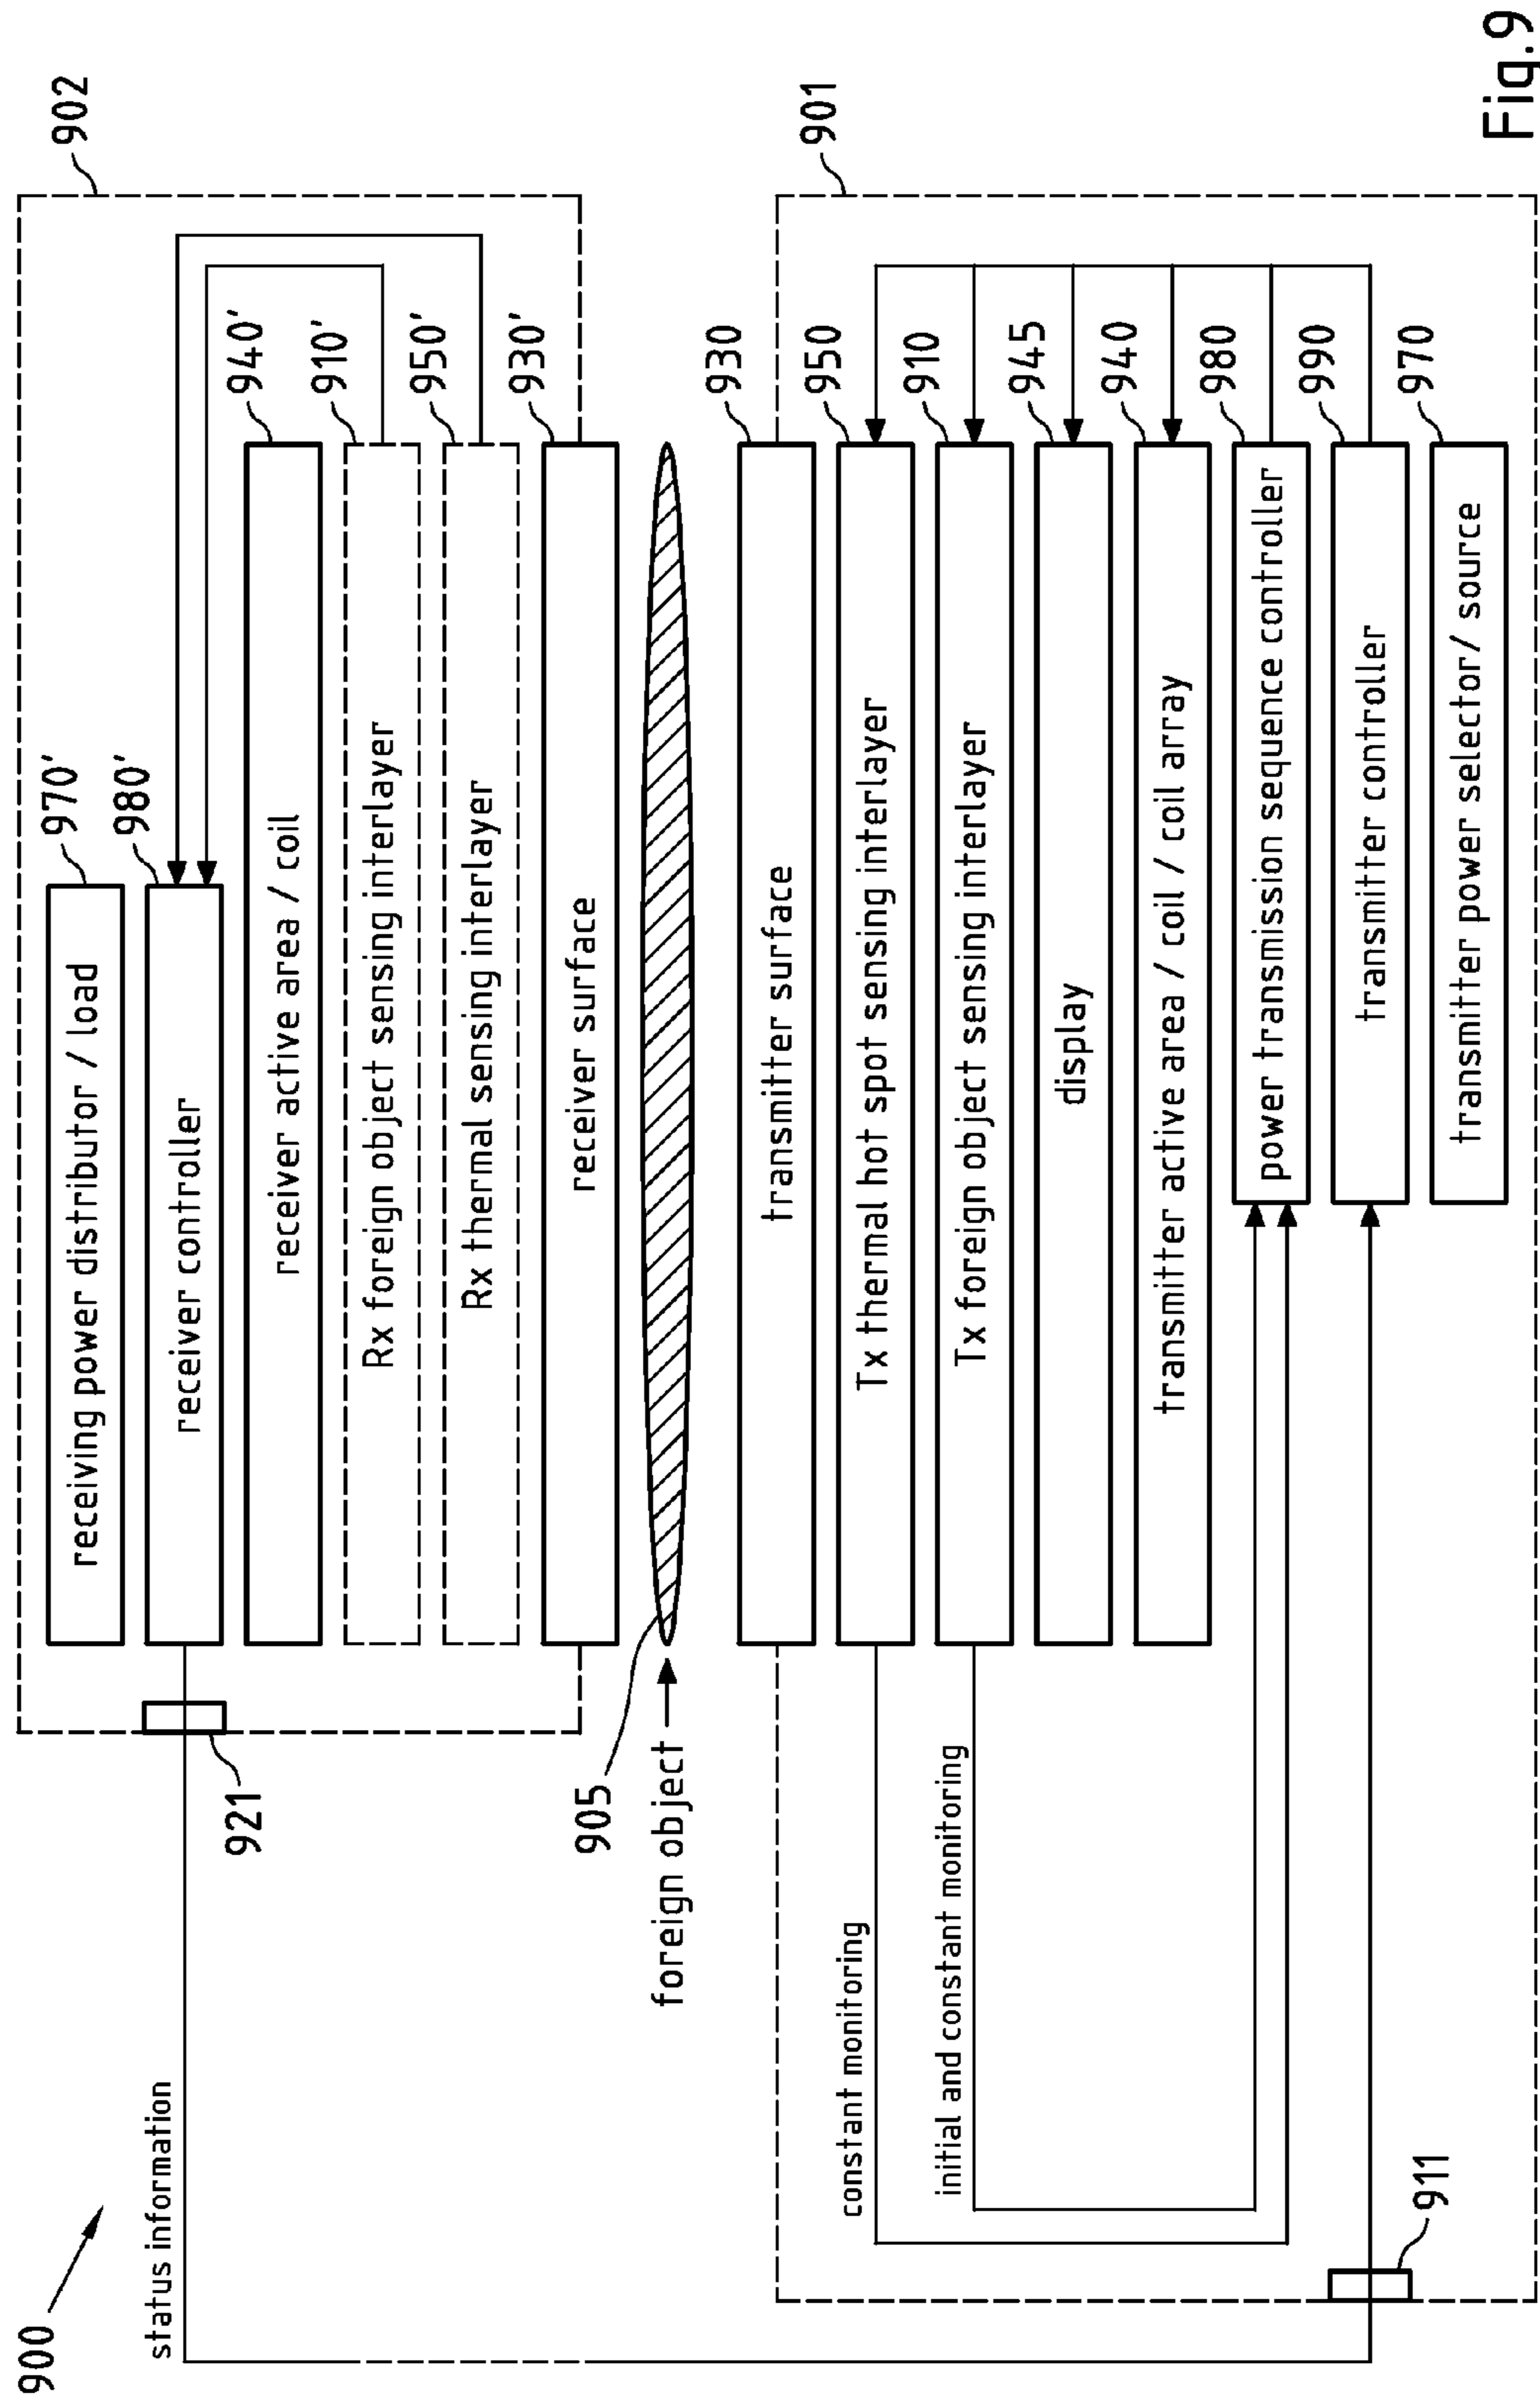 900
status information
902
970'
receiving power distributor / load
980'
receiver controller
921
940'
receiver active area / coil
910'
Rx foreign object sensing interlayer
950'
Rx thermal sensing interlayer
930'
receiver surface
905
foreign object
901
930
transmitter surface
constant monitoring
950
Tx thermal hot spot sensing interlayer
initial and constant monitoring
910
Tx foreign object sensing interlayer
945
display
940
transmitter active area / coil / coil array
980
power transmission sequence controller
990
transmitter controller
911
970
transmitter power selector/ source
Fig.9